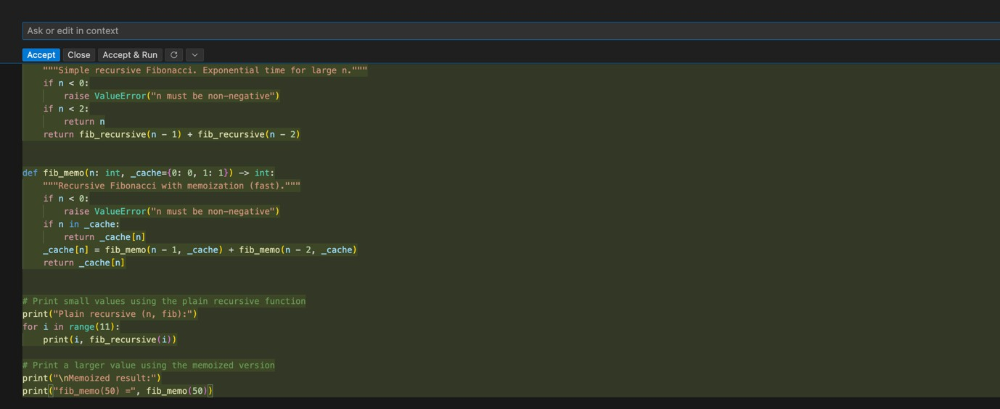 Ask or edit in context
Accept Close Accept & Run
"""Simple recursive Fibonacci. Exponential time for large n."""
if n < 0:
raise ValueError("n must be non-negative")
if n < 2:
return n
return fib_recursive(n - 1) + fib_recursive(n - 2)
def fib_memo(n: int, _cache={0: 0, 1: 1}) -> int:
"""Recursive Fibonacci with memoization (fast)."""
if n < 0:
raise ValueError("n must be non-negative")
if n in _cache:
return _cache[n]
_cache[n] = fib_memo(n - 1, _cache) + fib_memo(n - 2, _cache)
return _cache[n]
# Print small values using the plain recursive function
print("Plain recursive (n, fib):")
for i in range(11):
print(i, fib_recursive(i))
# Print a larger value using the memoized version
print("\nMemoized result:")
print("fib_memo(50) =", fib_memo(50))